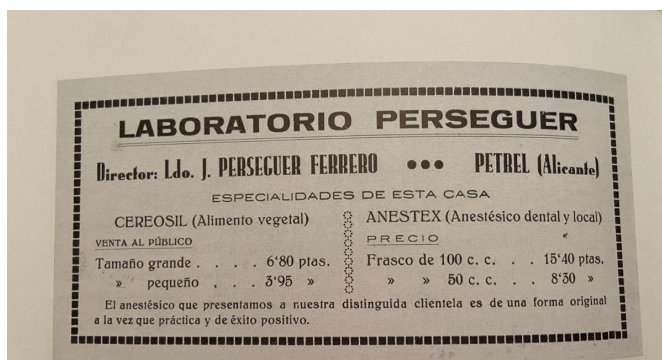 LABORATORIO PERSEGUER
Director: Ldo. J. PERSEGUER FERRERO ●●● PETREL (Alicante)
ESPECIALIDADES DE ESTA CASA
CEREOSIL (Alimento vegetal)
VENTA AL PÚBLICO
Tamaño grande . . . . 6'80 ptas.
» pequeño . . . 3'95 »
ANESTEX (Anestésico dental y local)
PRECIO
Frasco de 100 c. c. . . 15'40 ptas.
» » 50 c. c. . . 8'30 »
El anestésico que presentamos a nuestra distinguida clientela es de una forma original
a la vez que práctica y de éxito positivo.